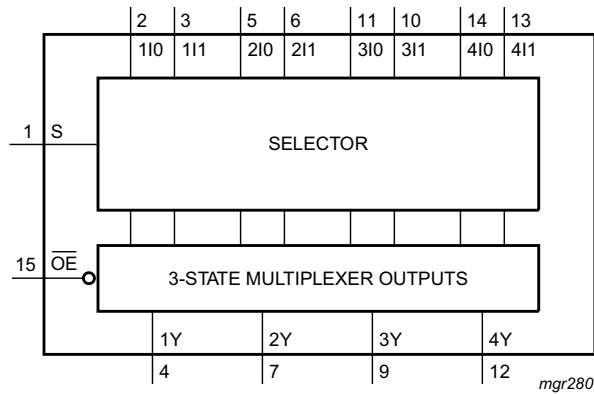 2 3 5 6 11 10 14 13
1I0 1I1 2I0 2I1 3I0 3I1 4I0 4I1
1 S
SELECTOR
15 OE
3-STATE MULTIPLEXER OUTPUTS
1Y 2Y 3Y 4Y
4 7 9 12
mgr280